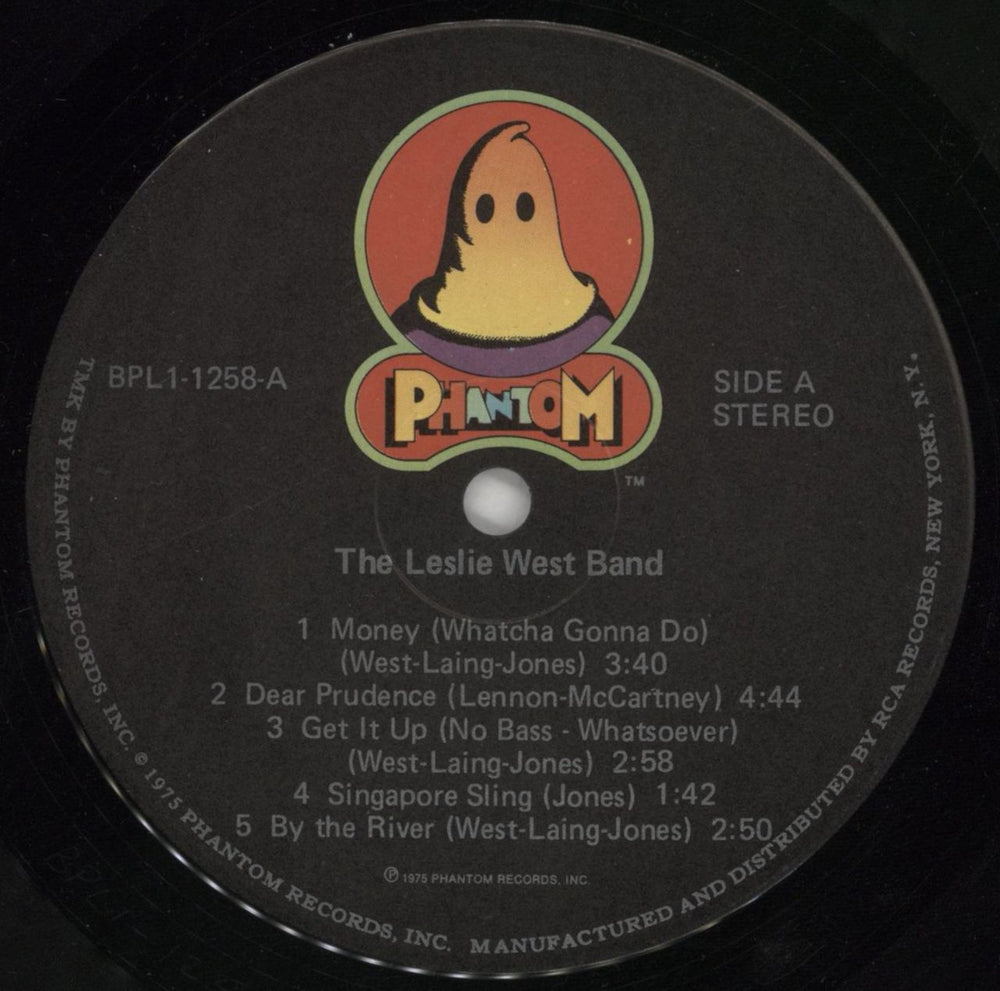 PHANTOM
TM
BPL1-1258-A
SIDE A
STEREO
The Leslie West Band
1 Money (Whatcha Gonna Do)
(West-Laing-Jones) 3:40
2 Dear Prudence (Lennon-McCartney) 4:44
3 Get It Up (No Bass - Whatsoever)
(West-Laing-Jones) 2:58
4 Singapore Sling (Jones) 1:42
5 By the River (West-Laing-Jones) 2:50
℗ 1975 PHANTOM RECORDS, INC.
TMK BY PHANTOM RECORDS, INC. © 1975 PHANTOM RECORDS, INC. MANUFACTURED AND DISTRIBUTED BY RCA RECORDS, NEW YORK, N.Y.